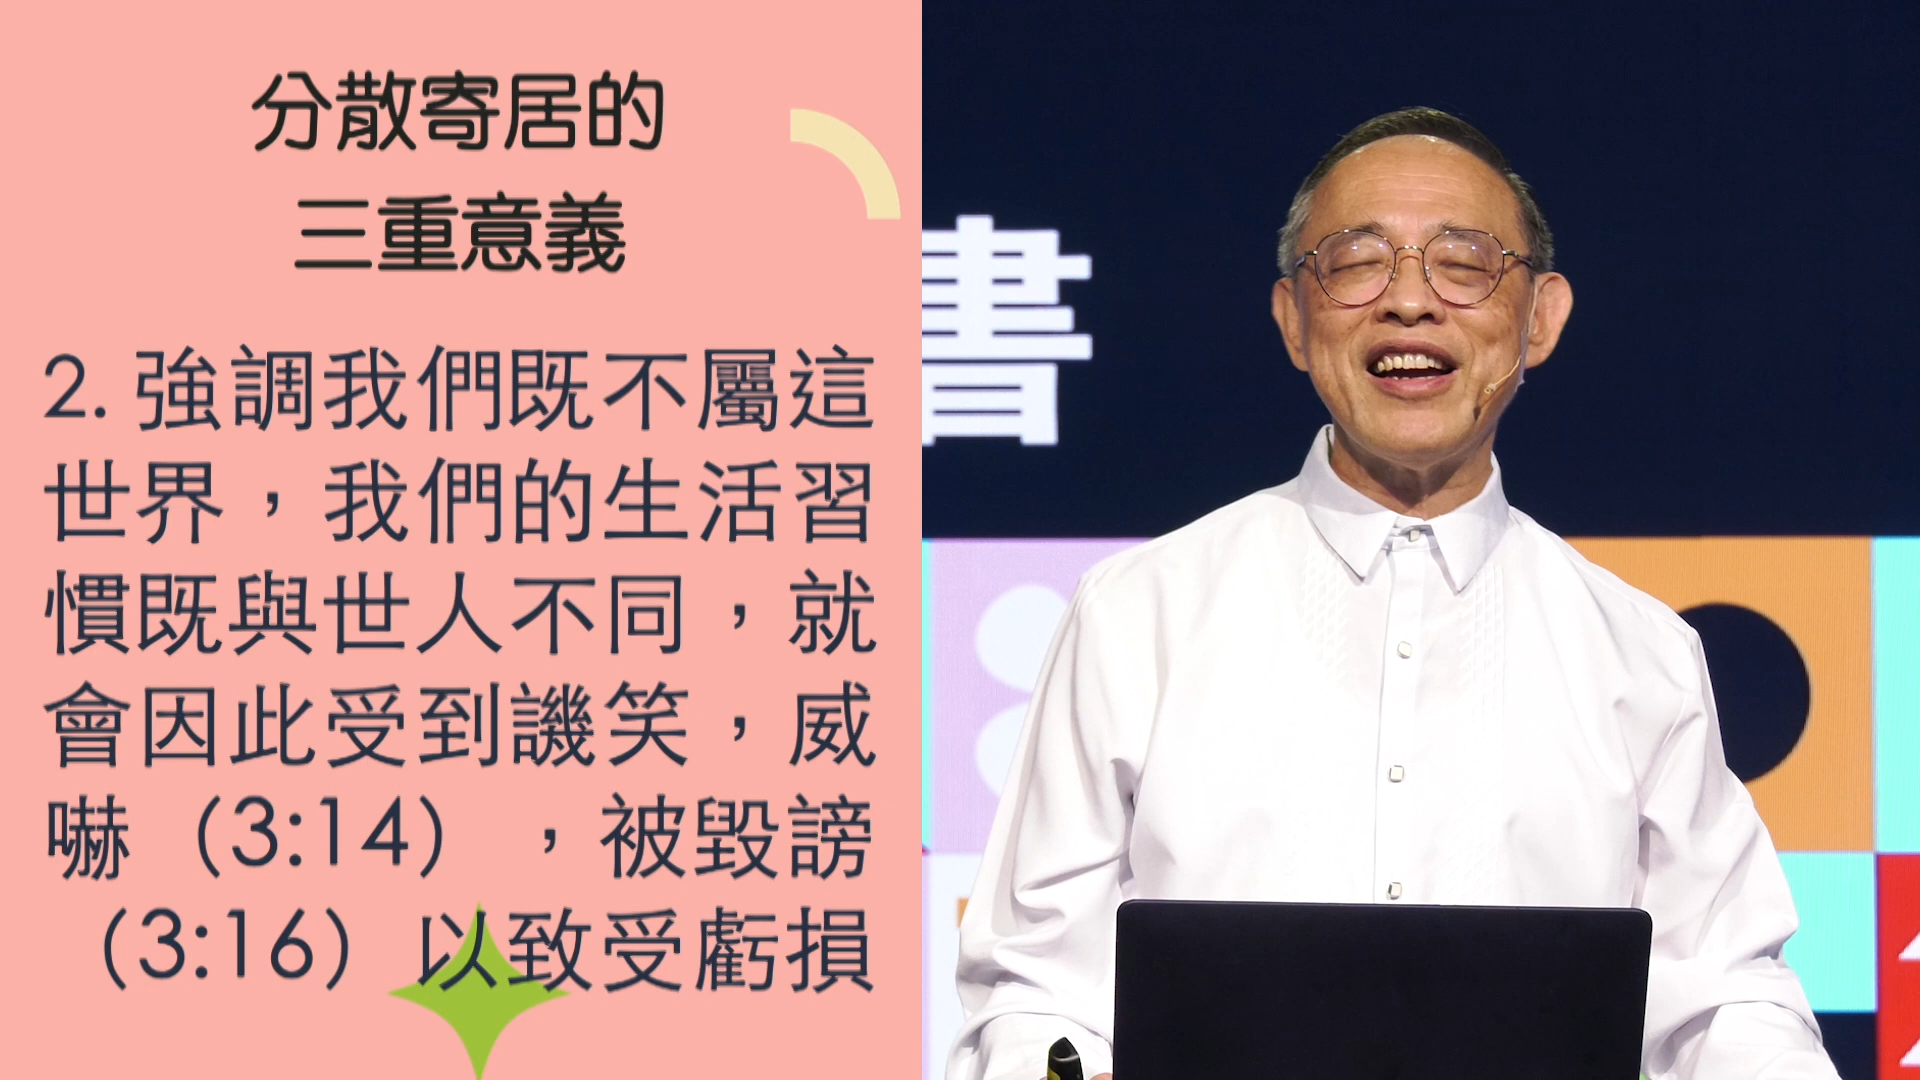 分散寄居的
三重意義
2. 強調我們既不屬這
世界，我們的生活習
慣既與世人不同，就
會因此受到譏笑，威
嚇（3:14），被毀謗
（3:16）以致受虧損
書